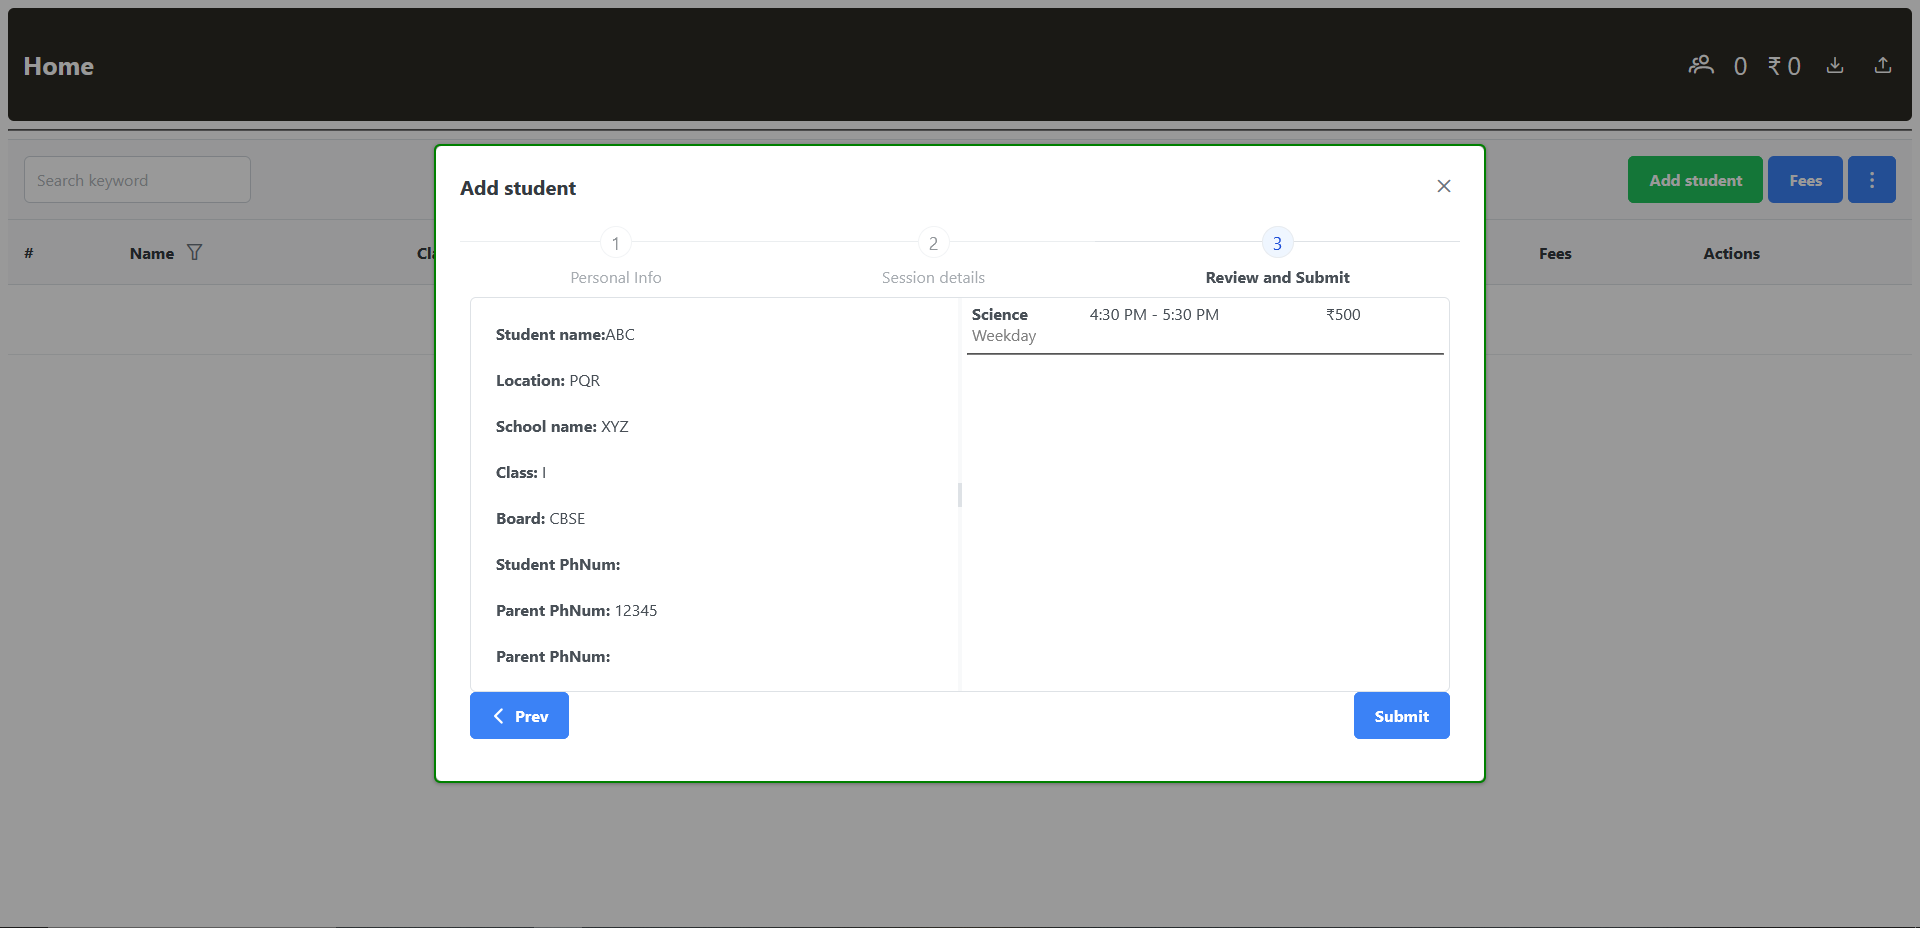 Home
0 ₹ 0
Search keyword
Add student
Fees
# Name Cl Fees Actions
Add student
1 2 3
Personal Info Session details Review and Submit
Student name:ABC
Location: PQR
School name: XYZ
Class: I
Board: CBSE
Student PhNum:
Parent PhNum: 12345
Parent PhNum:
Science 4:30 PM - 5:30 PM ₹500
Weekday
Prev
Submit